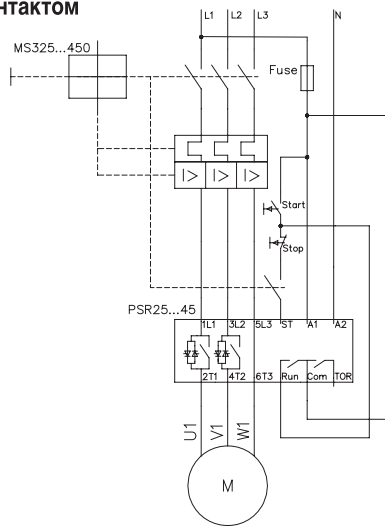 нтактом
L1 L2 L3 N
MS325...450
Fuse
I> I> I>
Start
Stop
PSR25...45
1L1 3L2 5L3 ST A1 A2
2T1 4T2 6T3 Run Com TOR
U1 V1 W1
M